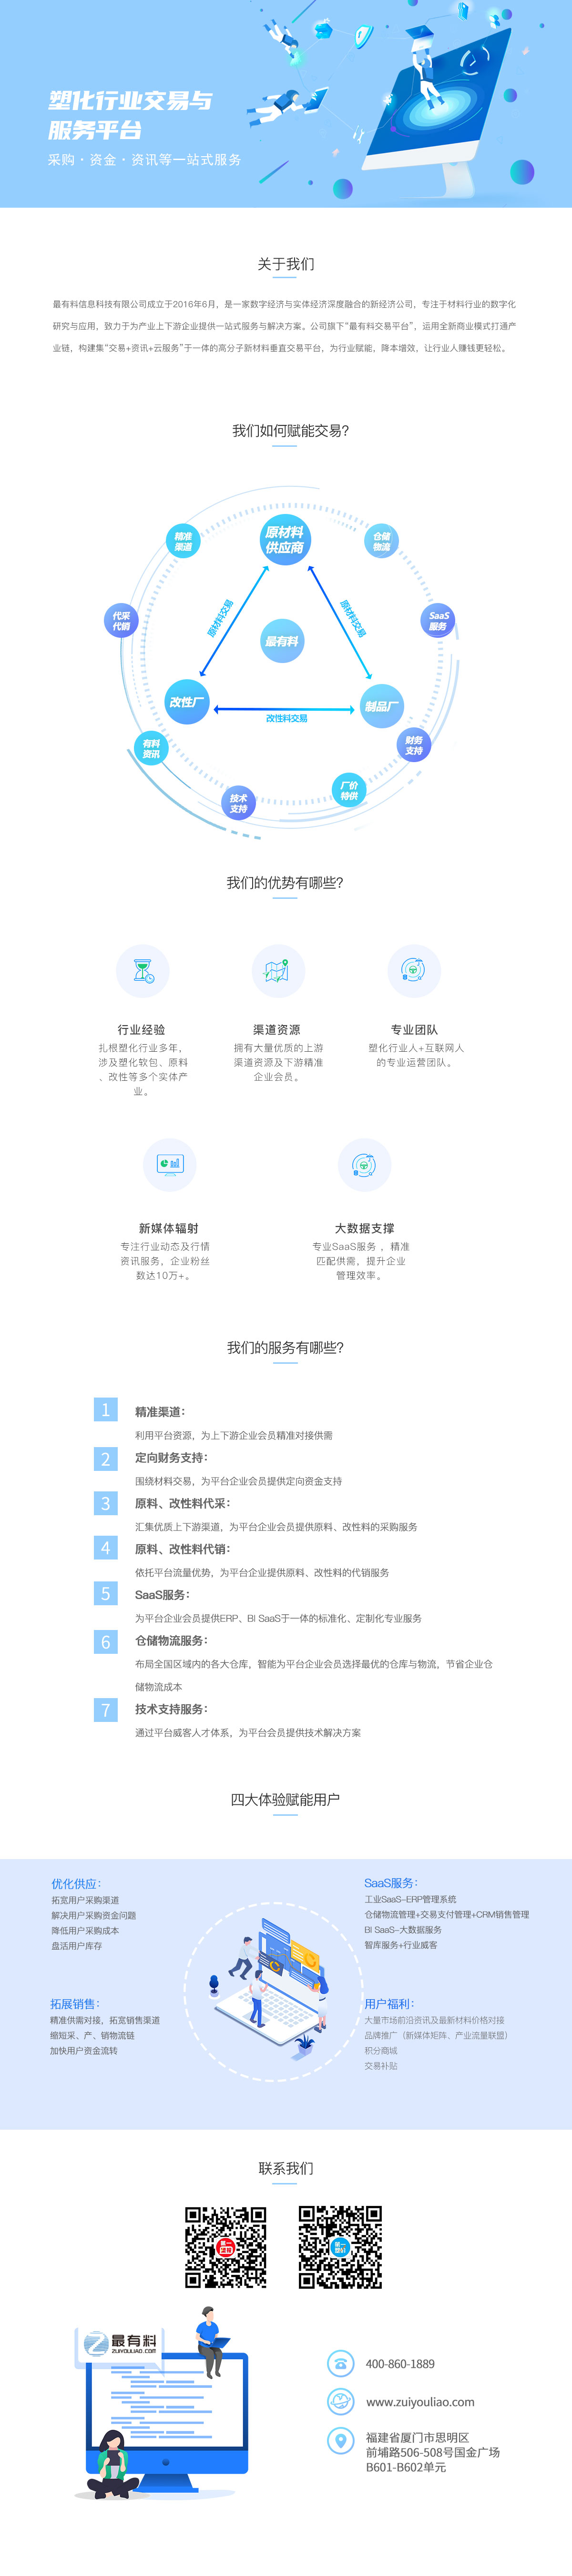 塑化行业交易与
服务平台
采购·资金·资讯等一站式服务
关于我们
最有料信息科技有限公司成立于2016年6月，是一家数字经济与实体经济深度融合的新经济公司，专注于材料行业的数字化
研究与应用，致力于为产业上下游企业提供一站式服务与解决方案。公司旗下“最有料交易平台”，运用全新商业模式打通产
业链，构建集“交易+资讯+云服务”于一体的高分子新材料垂直交易平台，为行业赋能，降本增效，让行业人赚钱更轻松。
我们如何赋能交易?
原材料
供应商
精准
渠道
仓储
物流
代采
代销
SaaS
服务
原材料交易
原材料交易
最有料
改性厂
制品厂
改性料交易
有料
资讯
财务
支持
技术
支持
厂价
特供
我们的优势有哪些?
行业经验
扎根塑化行业多年，
涉及塑化软包、原料
、改性等多个实体产
业。
渠道资源
拥有大量优质的上游
渠道资源及下游精准
企业会员。
专业团队
塑化行业人+互联网人
的专业运营团队。
新媒体辐射
专注行业动态及行情
资讯服务，企业粉丝
数达10万+。
大数据支撑
专业SaaS服务，精准
匹配供需，提升企业
管理效率。
我们的服务有哪些?
1
精准渠道：
利用平台资源，为上下游企业会员精准对接供需
2
定向财务支持：
围绕材料交易，为平台企业会员提供定向资金支持
3
原料、改性料代采：
汇集优质上下游渠道，为平台企业会员提供原料、改性料的采购服务
4
原料、改性料代销：
依托平台流量优势，为平台企业提供原料、改性料的代销服务
5
SaaS服务：
为平台企业会员提供ERP、BI SaaS于一体的标准化、定制化专业服务
6
仓储物流服务：
布局全国区域内的各大仓库，智能为平台企业会员选择最优的仓库与物流，节省企业仓
储物流成本
7
技术支持服务：
通过平台威客人才体系，为平台会员提供技术解决方案
四大体验赋能用户
优化供应：
拓宽用户采购渠道
解决用户采购资金问题
降低用户采购成本
盘活用户库存
SaaS服务：
工业SaaS-ERP管理系统
仓储物流管理+交易支付管理+CRM销售管理
BI SaaS-大数据服务
智库服务+行业威客
拓展销售：
精准供需对接，拓宽销售渠道
缩短采、产、销物流链
加快用户资金流转
用户福利：
大量市场前沿资讯及最新材料价格对接
品牌推广（新媒体矩阵、产业流量联盟）
积分商城
交易补贴
联系我们
最有料
ZUIYOULIAO.COM
400-860-1889
www.zuiyouliao.com
福建省厦门市思明区
前埔路506-508号国金广场
B601-B602单元